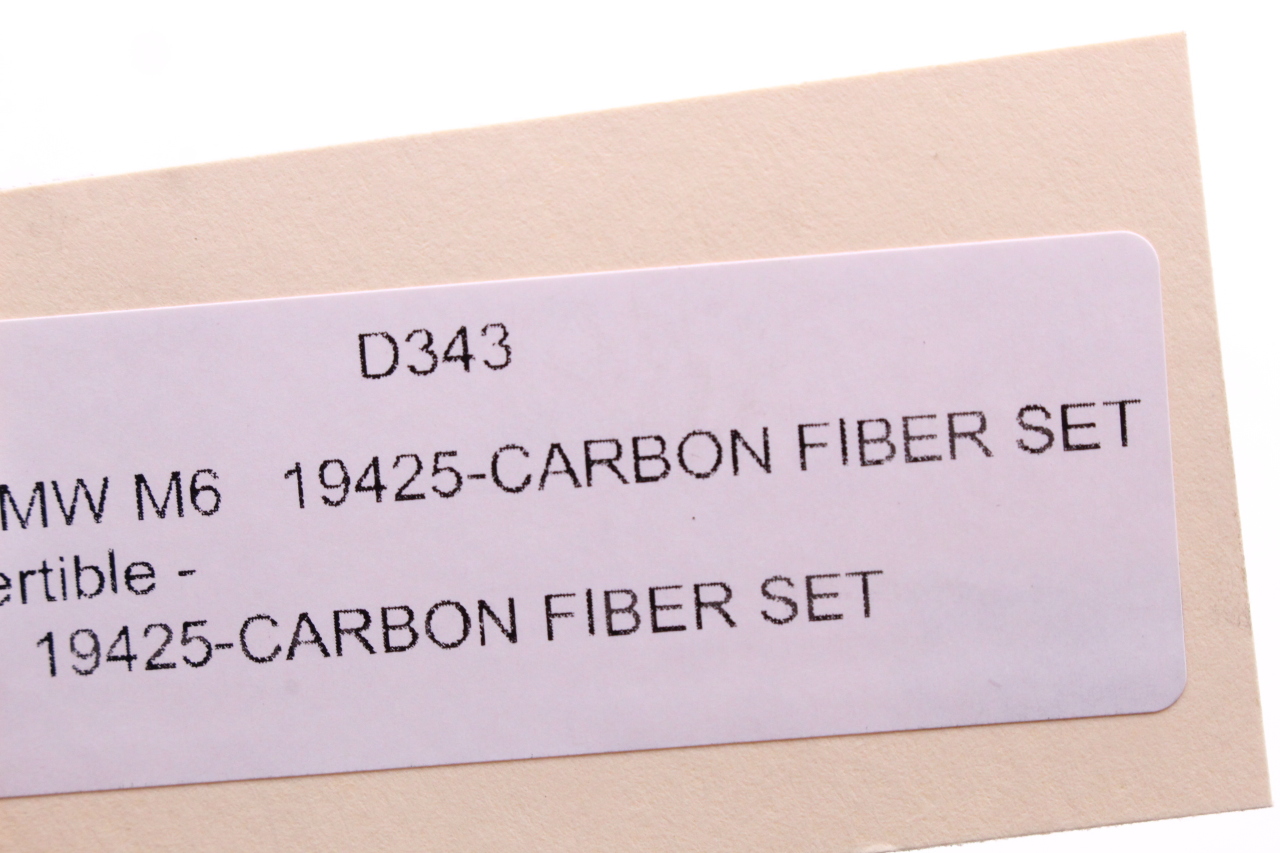 D343
MW M6 19425-CARBON FIBER SET
ertible -
19425-CARBON FIBER SET